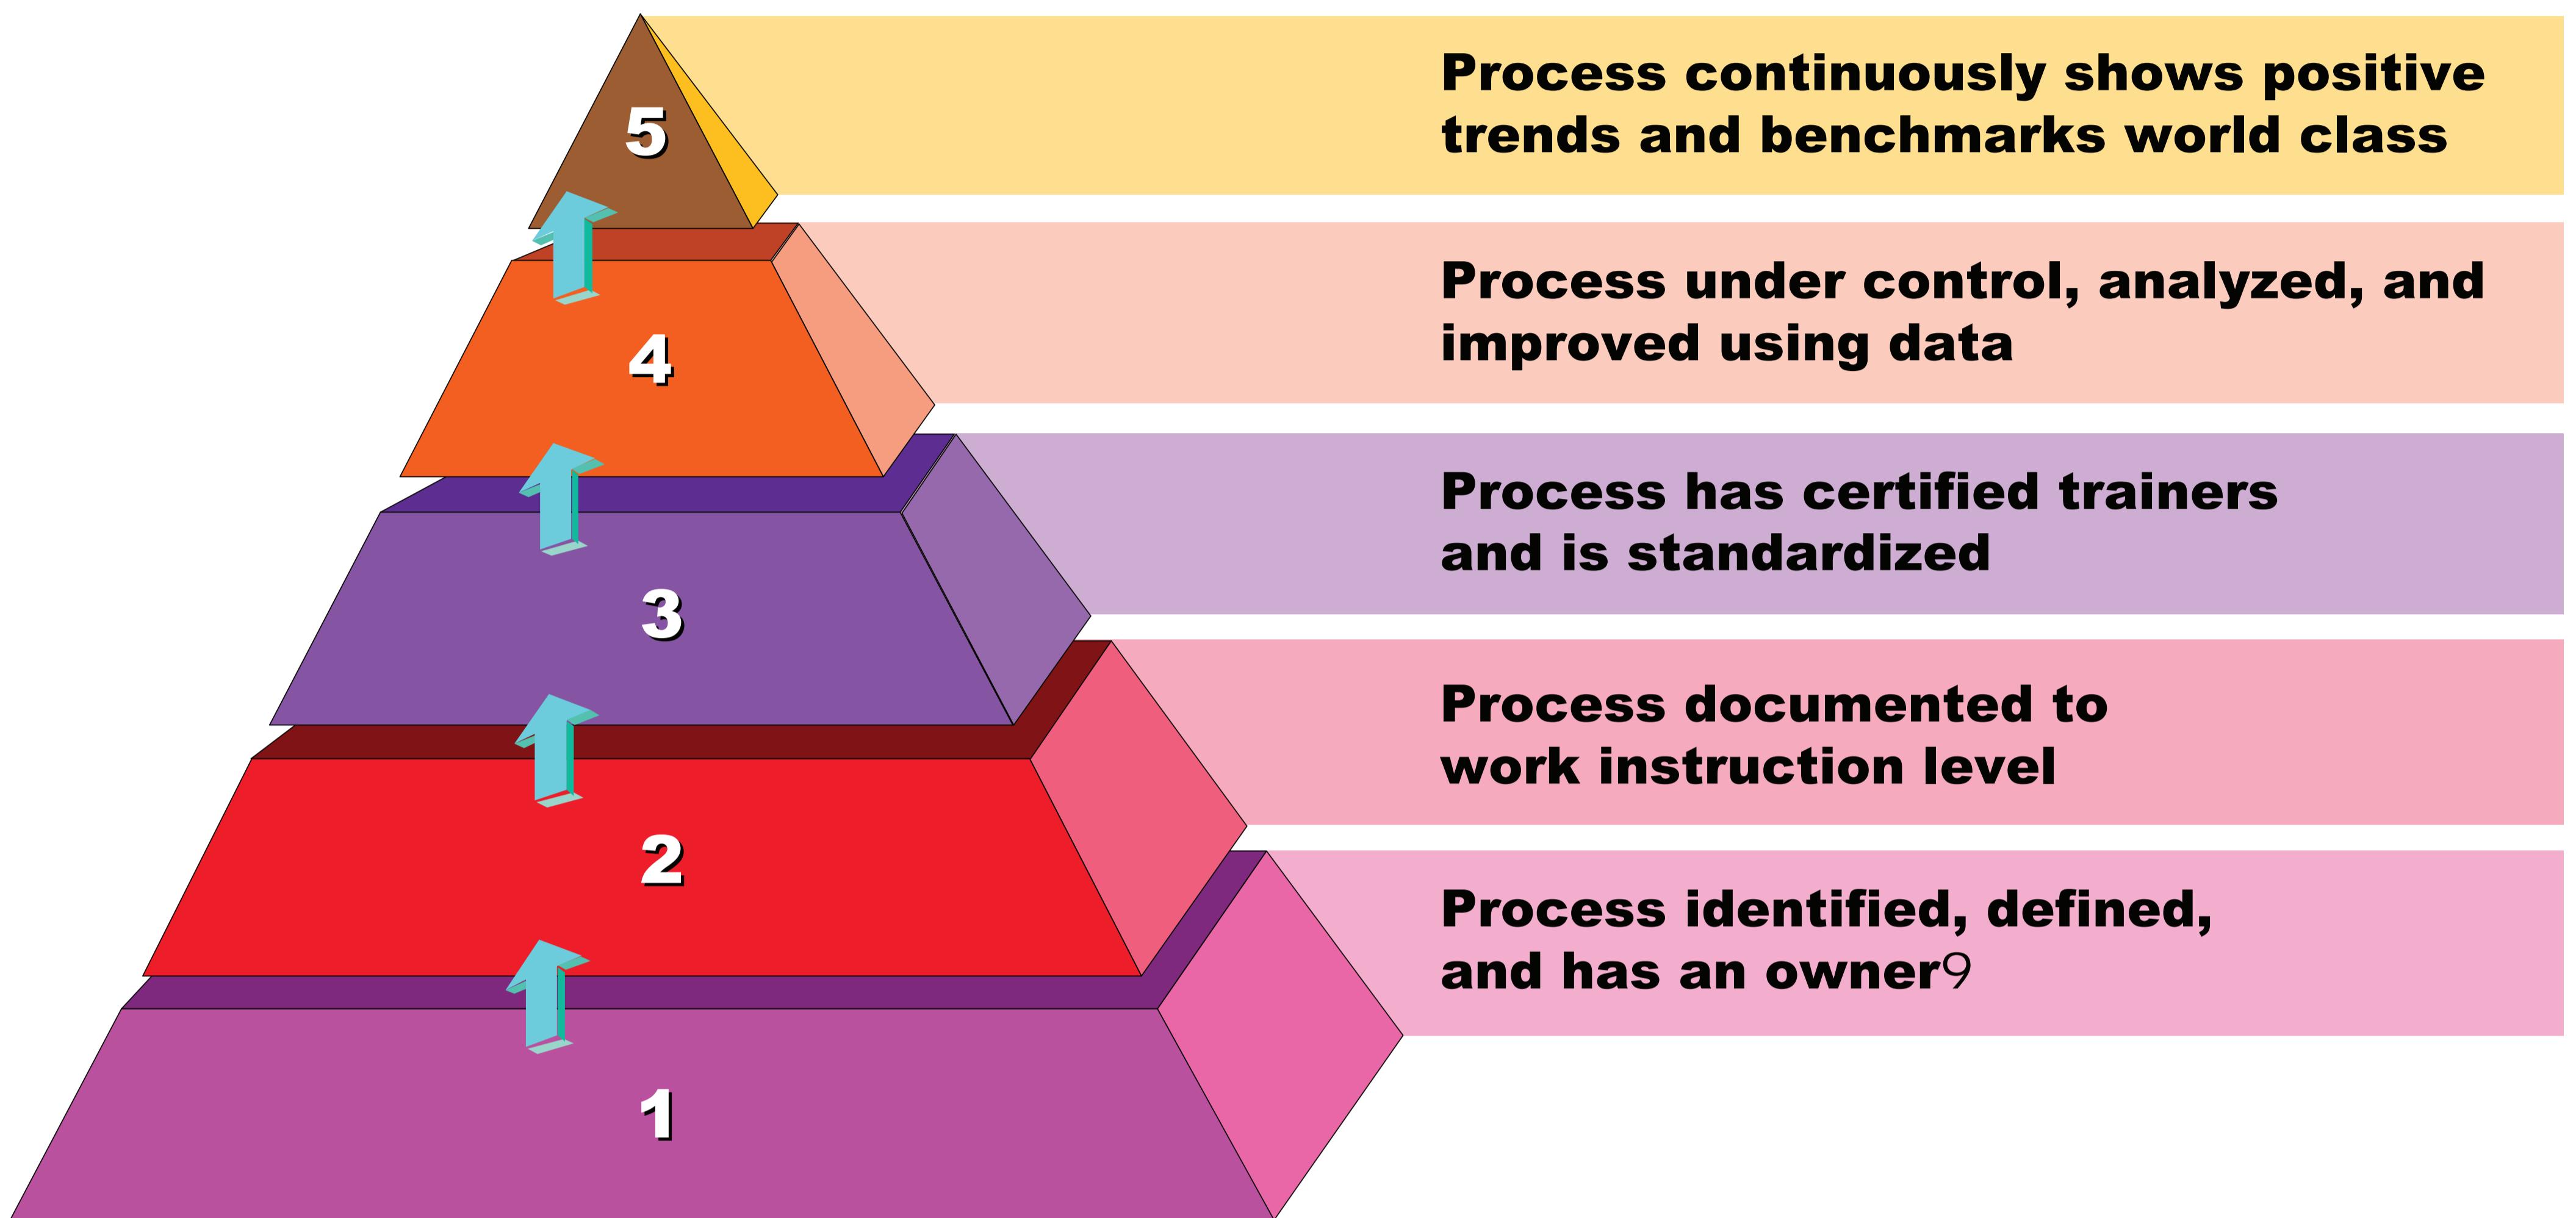 5
Process continuously shows positive
trends and benchmarks world class
4
Process under control, analyzed, and
improved using data
3
Process has certified trainers
and is standardized
2
Process documented to
work instruction level
1
Process identified, defined,
and has an owner9